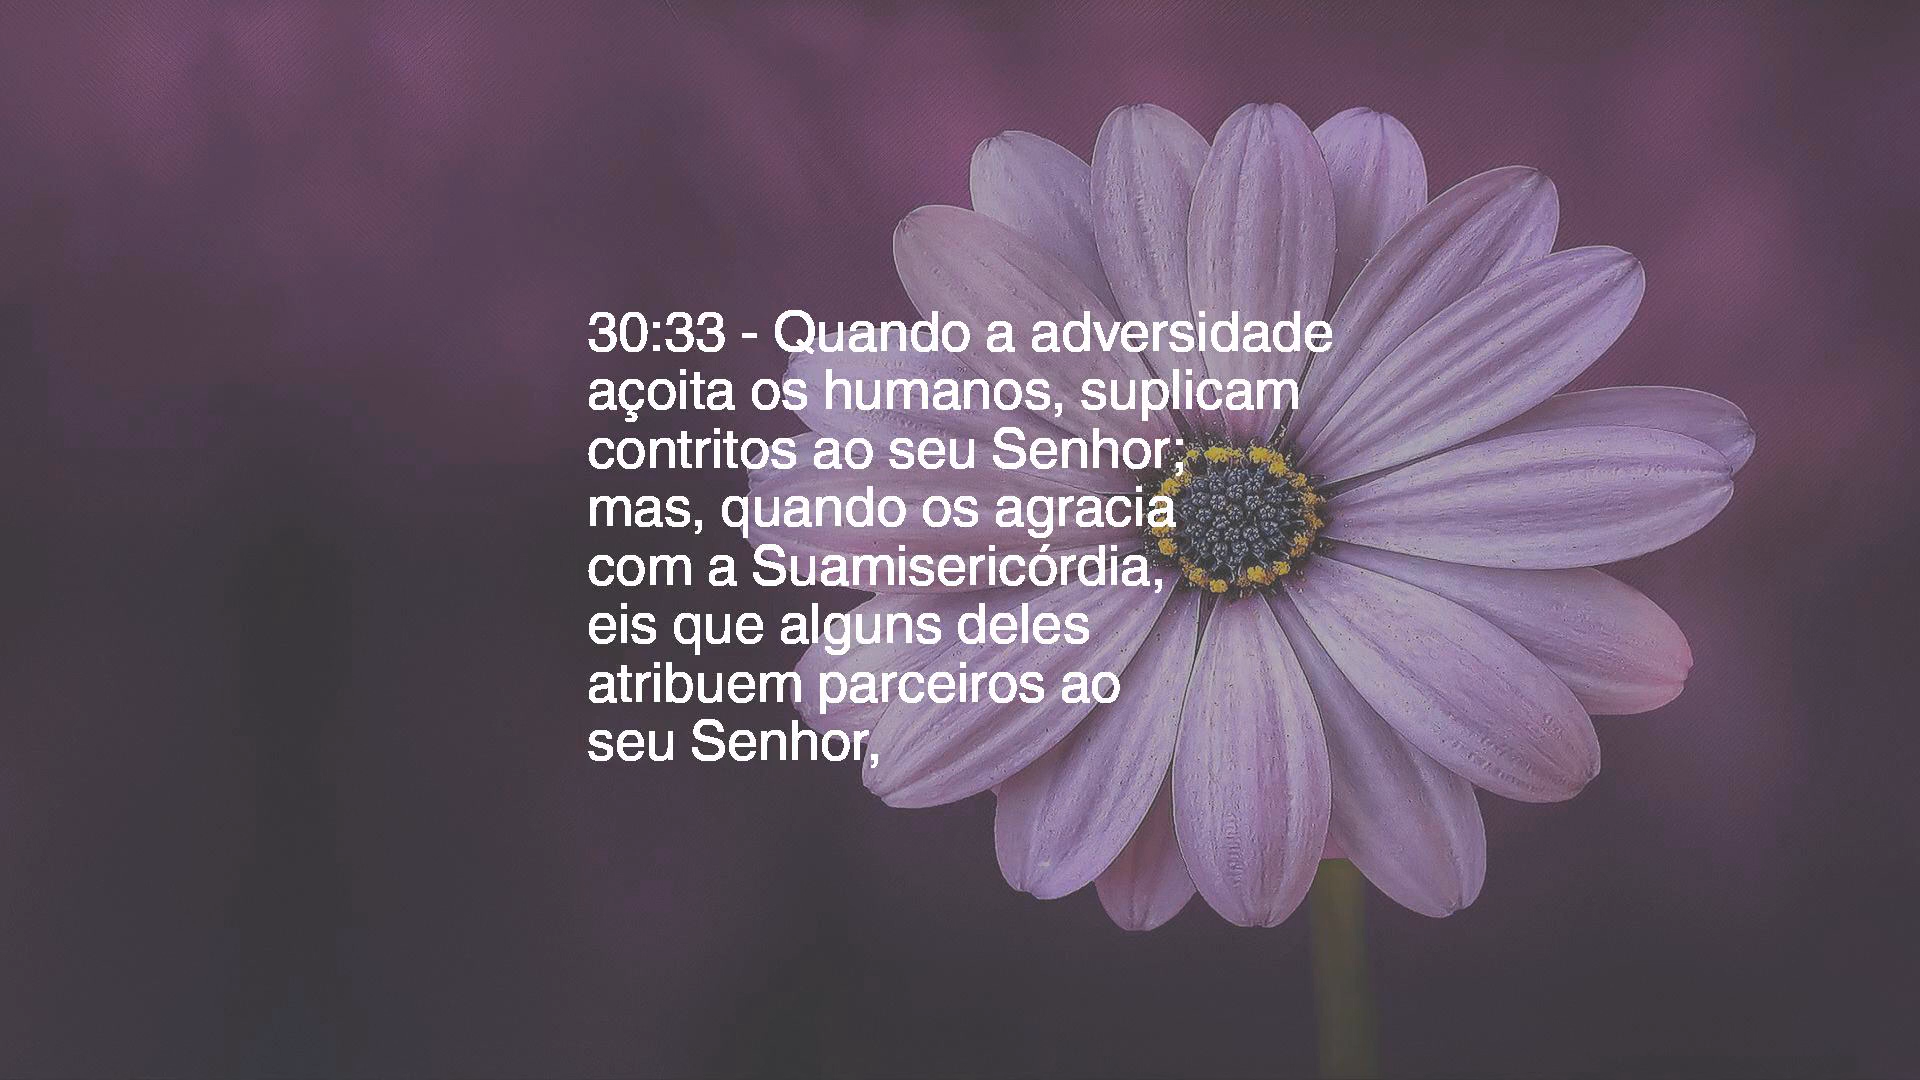 30:33 - Quando a adversidade
açoita os humanos, suplicam
contritos ao seu Senhor;
mas, quando os agracia
com a Suamisericórdia,
eis que alguns deles
atribuem parceiros ao
seu Senhor,